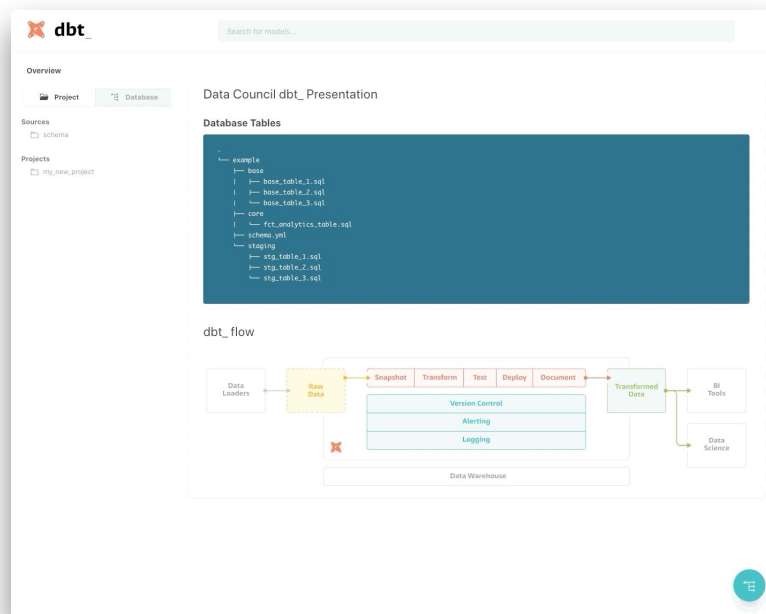 dbt_
Search for models...
Overview
Project
Database
Sources
schema
Projects
my_new_project
Data Council dbt_ Presentation
Database Tables
.
└── example
    ├── base
    |   ├── base_table_1.sql
    |   ├── base_table_2.sql
    |   └── base_table_3.sql
    ├── core
    |   └── fct_analytics_table.sql
    ├── schema.yml
    └── staging
        ├── stg_table_1.sql
        ├── stg_table_2.sql
        └── stg_table_3.sql
dbt_ flow
Data
Loaders
Raw
Data
Snapshot
Transform
Test
Deploy
Document
Version Control
Alerting
Logging
Transformed
Data
BI
Tools
Data
Science
Data Warehouse